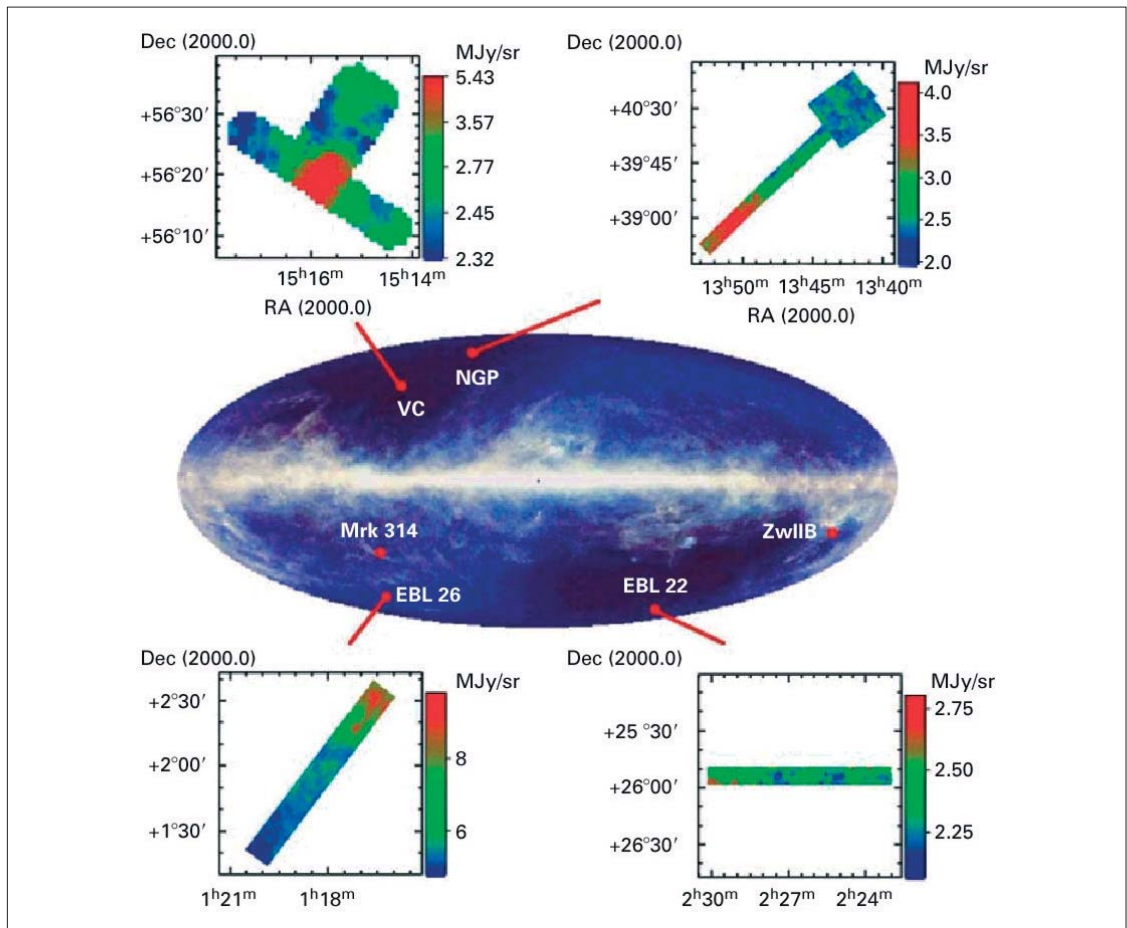 Dec (2000.0)
MJy/sr
5.43
3.57
2.77
2.45
2.32
+56°30′
+56°20′
+56°10′
15ʰ16ᵐ
15ʰ14ᵐ
RA (2000.0)
Dec (2000.0)
MJy/sr
4.0
3.5
3.0
2.5
2.0
+40°30′
+39°45′
+39°00′
13ʰ50ᵐ
13ʰ45ᵐ
13ʰ40ᵐ
RA (2000.0)
NGP
VC
Mrk 314
ZwIIB
EBL 26
EBL 22
Dec (2000.0)
MJy/sr
8
6
+2°30′
+2°00′
+1°30′
1ʰ21ᵐ
1ʰ18ᵐ
Dec (2000.0)
MJy/sr
2.75
2.50
2.25
+25 °30′
+26°00′
+26°30′
2ʰ30ᵐ
2ʰ27ᵐ
2ʰ24ᵐ